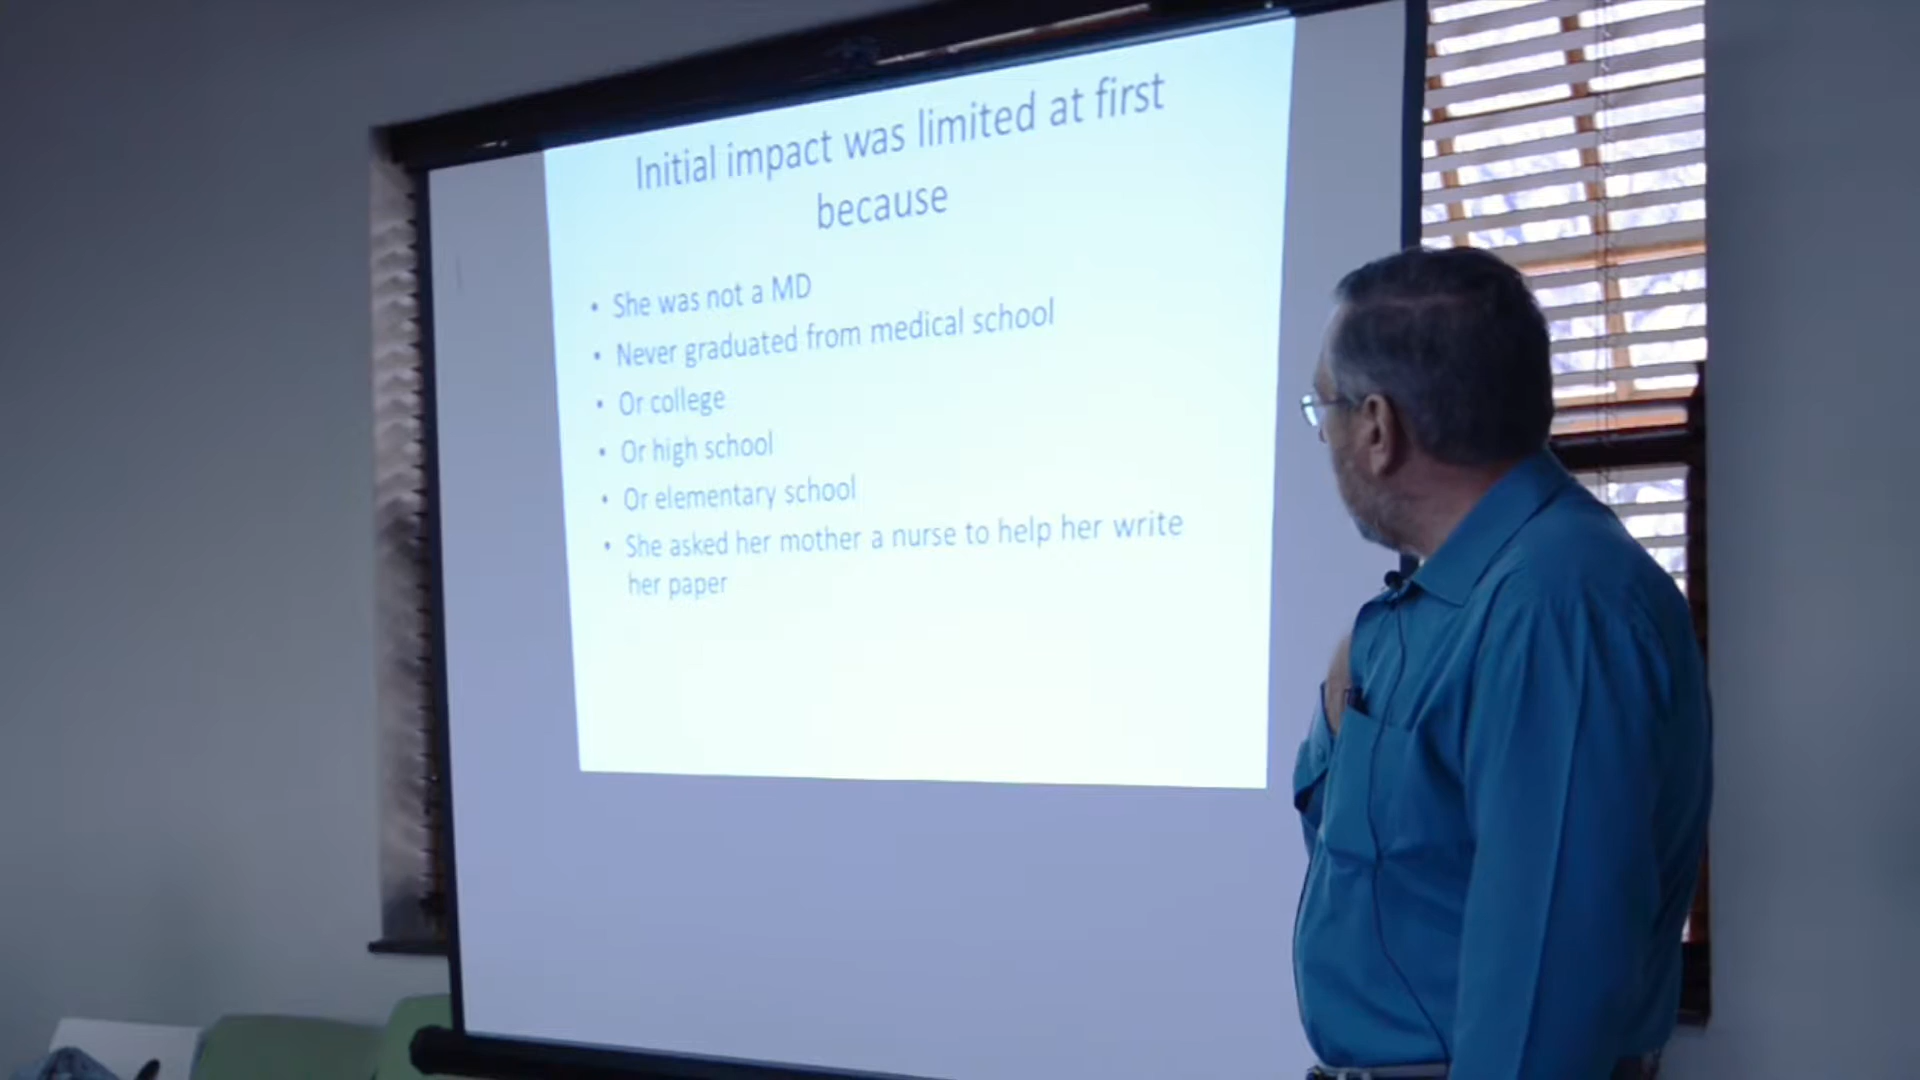 Initial impact was limited at first
because
• She was not a MD
• Never graduated from medical school
• Or college
• Or high school
• Or elementary school
• She asked her mother a nurse to help her write
her paper